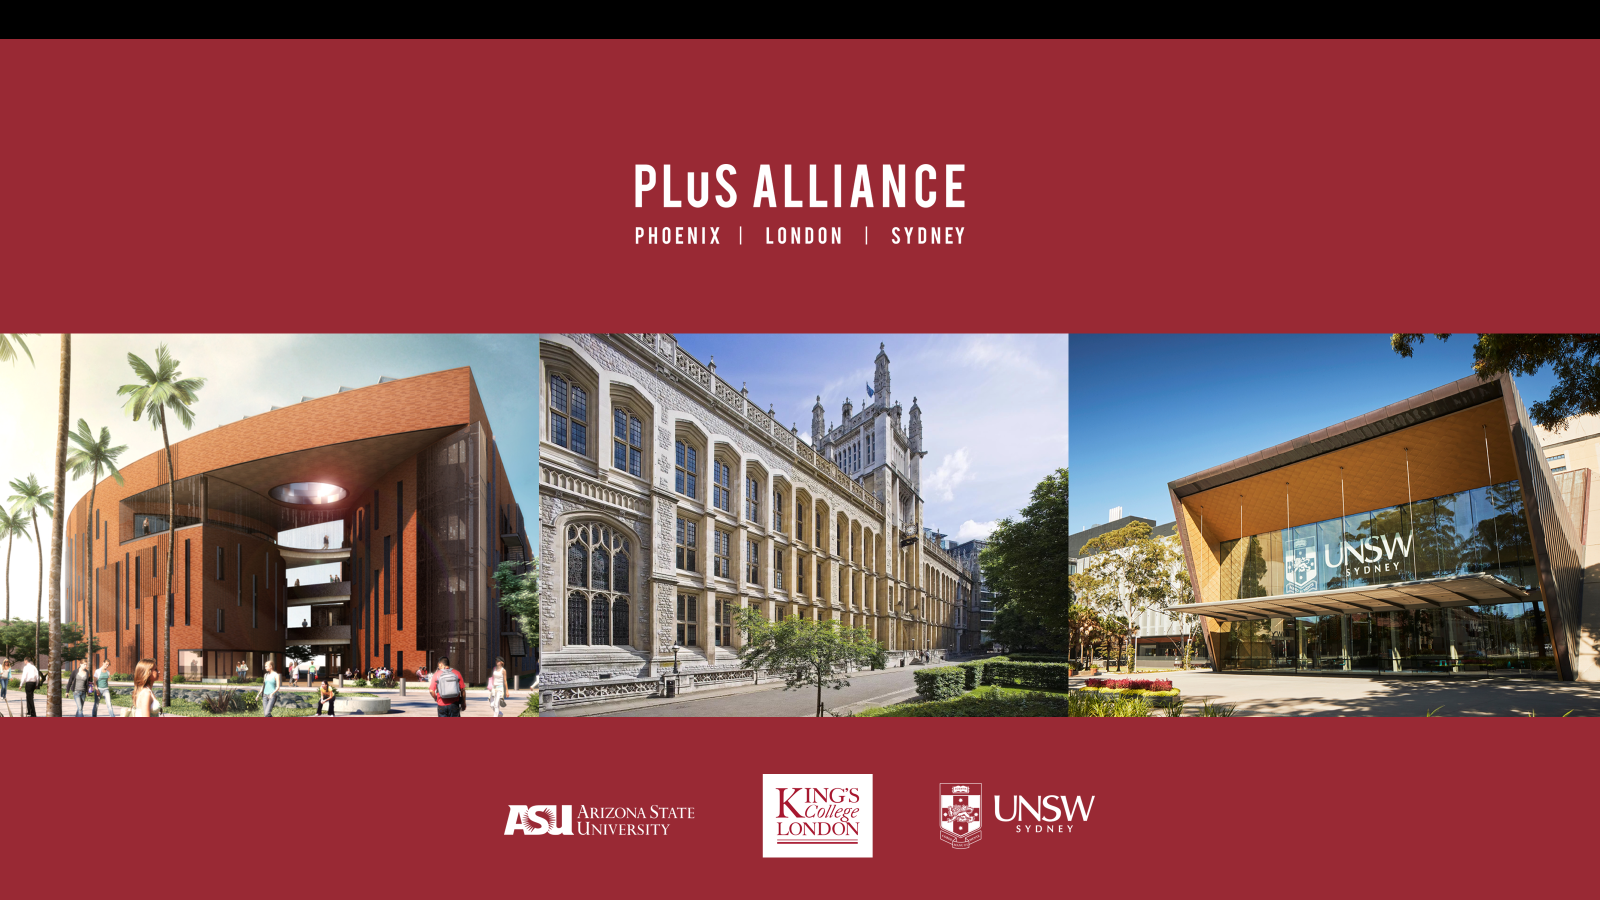 PLuS ALLIANCE
PHOENIX | LONDON | SYDNEY
UNSW
SYDNEY
ASU ARIZONA STATE
UNIVERSITY
KING'S
College
LONDON
UNSW
SYDNEY